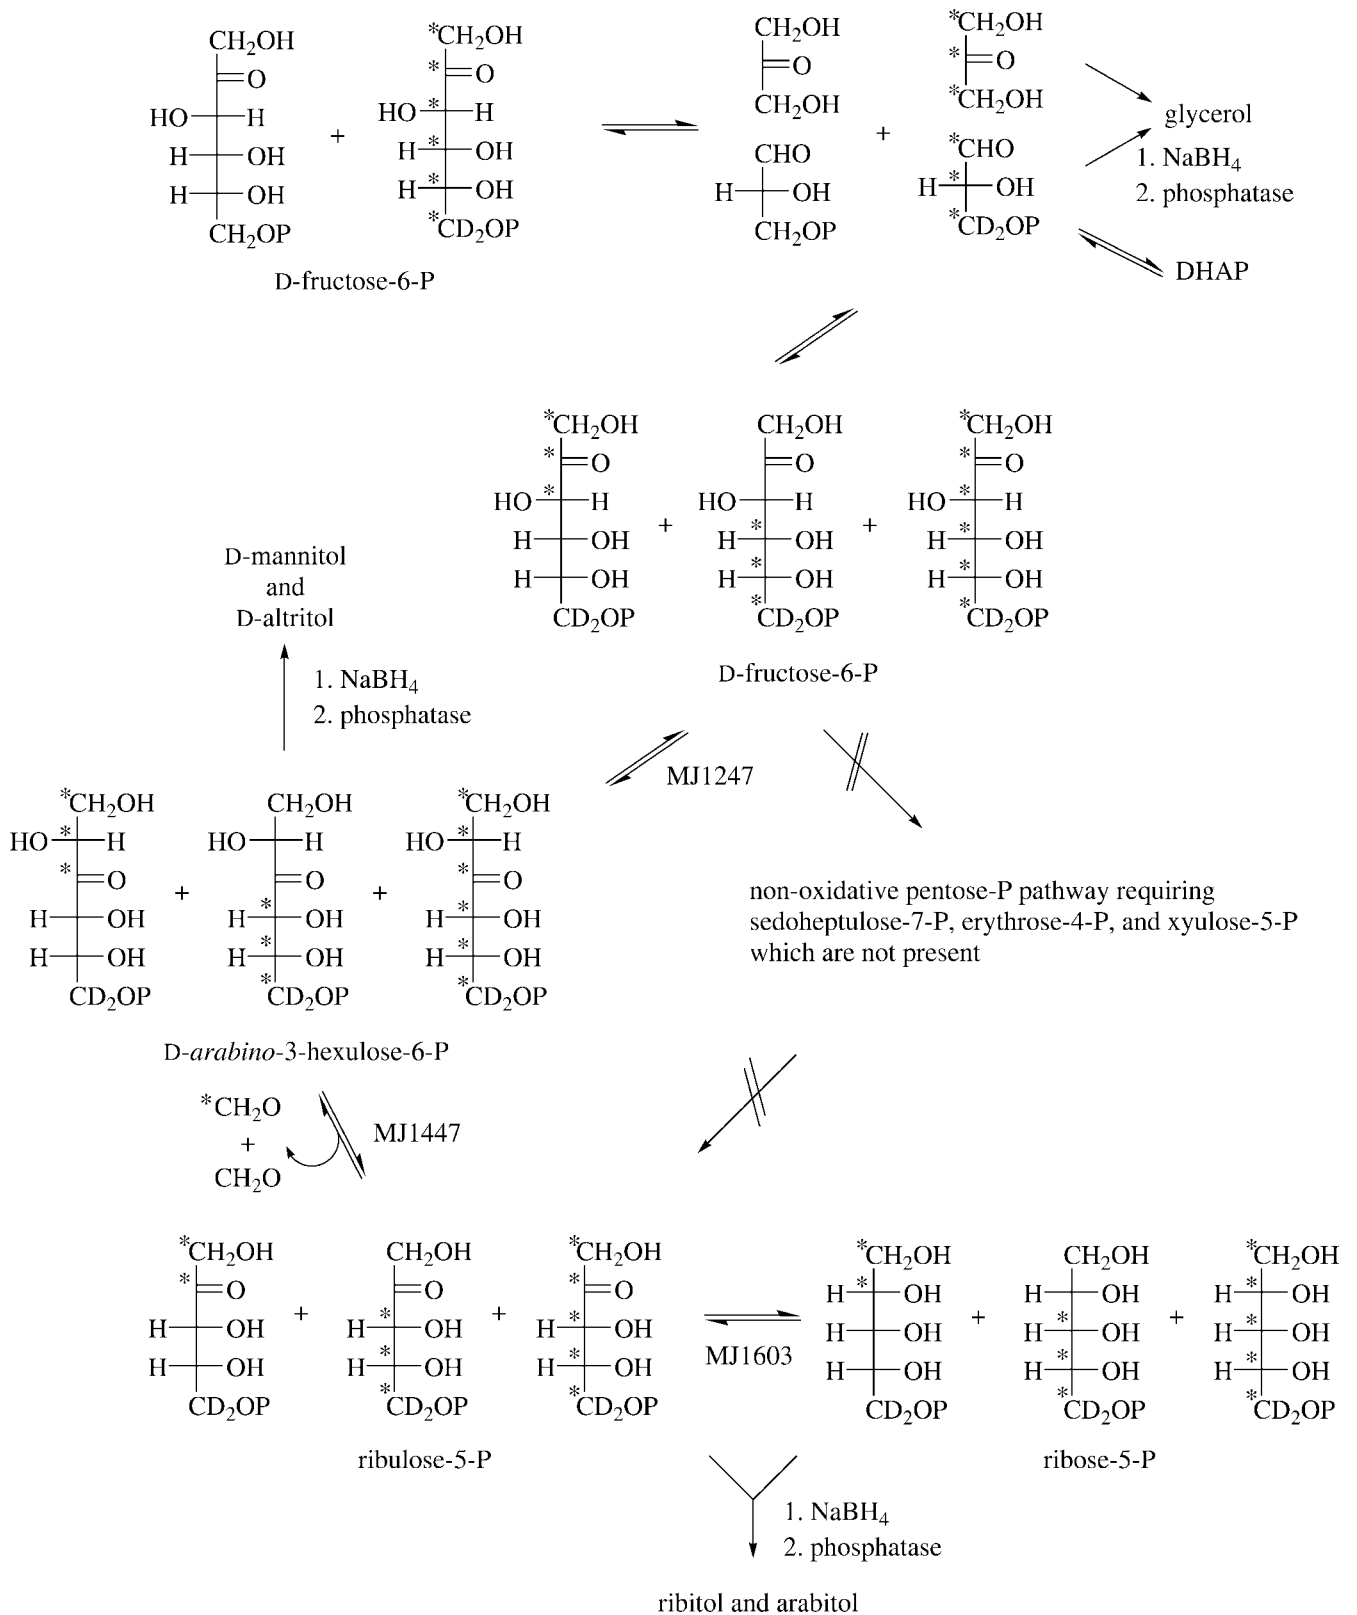 CH2OH
O
HO H
H OH
H OH
CH2OP
+
*CH2OH
* O
HO * H
H * OH
H * OH
*CD2OP
D-fructose-6-P
CH2OH
O
CH2OH
CHO
H OH
CH2OP
+
*CH2OH
* O
*CH2OH
*CHO
H * OH
*CD2OP
glycerol
1. NaBH4
2. phosphatase
DHAP
*CH2OH
* O
HO * H
H OH
H OH
CD2OP
+
CH2OH
O
HO H
H * OH
H * OH
*CD2OP
+
*CH2OH
* O
HO * H
H * OH
H * OH
*CD2OP
D-fructose-6-P
D-mannitol
and
D-altritol
1. NaBH4
2. phosphatase
MJ1247
non-oxidative pentose-P pathway requiring
sedoheptulose-7-P, erythrose-4-P, and xyulose-5-P
which are not present
*CH2OH
HO * H
* O
H OH
H OH
CD2OP
+
CH2OH
HO H
O
H * OH
H * OH
*CD2OP
+
*CH2OH
HO * H
* O
H * OH
H * OH
*CD2OP
D-arabino-3-hexulose-6-P
*CH2O
+
CH2O
MJ1447
*CH2OH
* O
H OH
H OH
CD2OP
+
CH2OH
O
H * OH
H * OH
*CD2OP
+
*CH2OH
* O
H * OH
H * OH
*CD2OP
ribulose-5-P
MJ1603
*CH2OH
H * OH
H OH
H OH
CD2OP
+
CH2OH
H OH
H * OH
H * OH
*CD2OP
+
*CH2OH
H * OH
H * OH
H * OH
*CD2OP
ribose-5-P
1. NaBH4
2. phosphatase
ribitol and arabitol